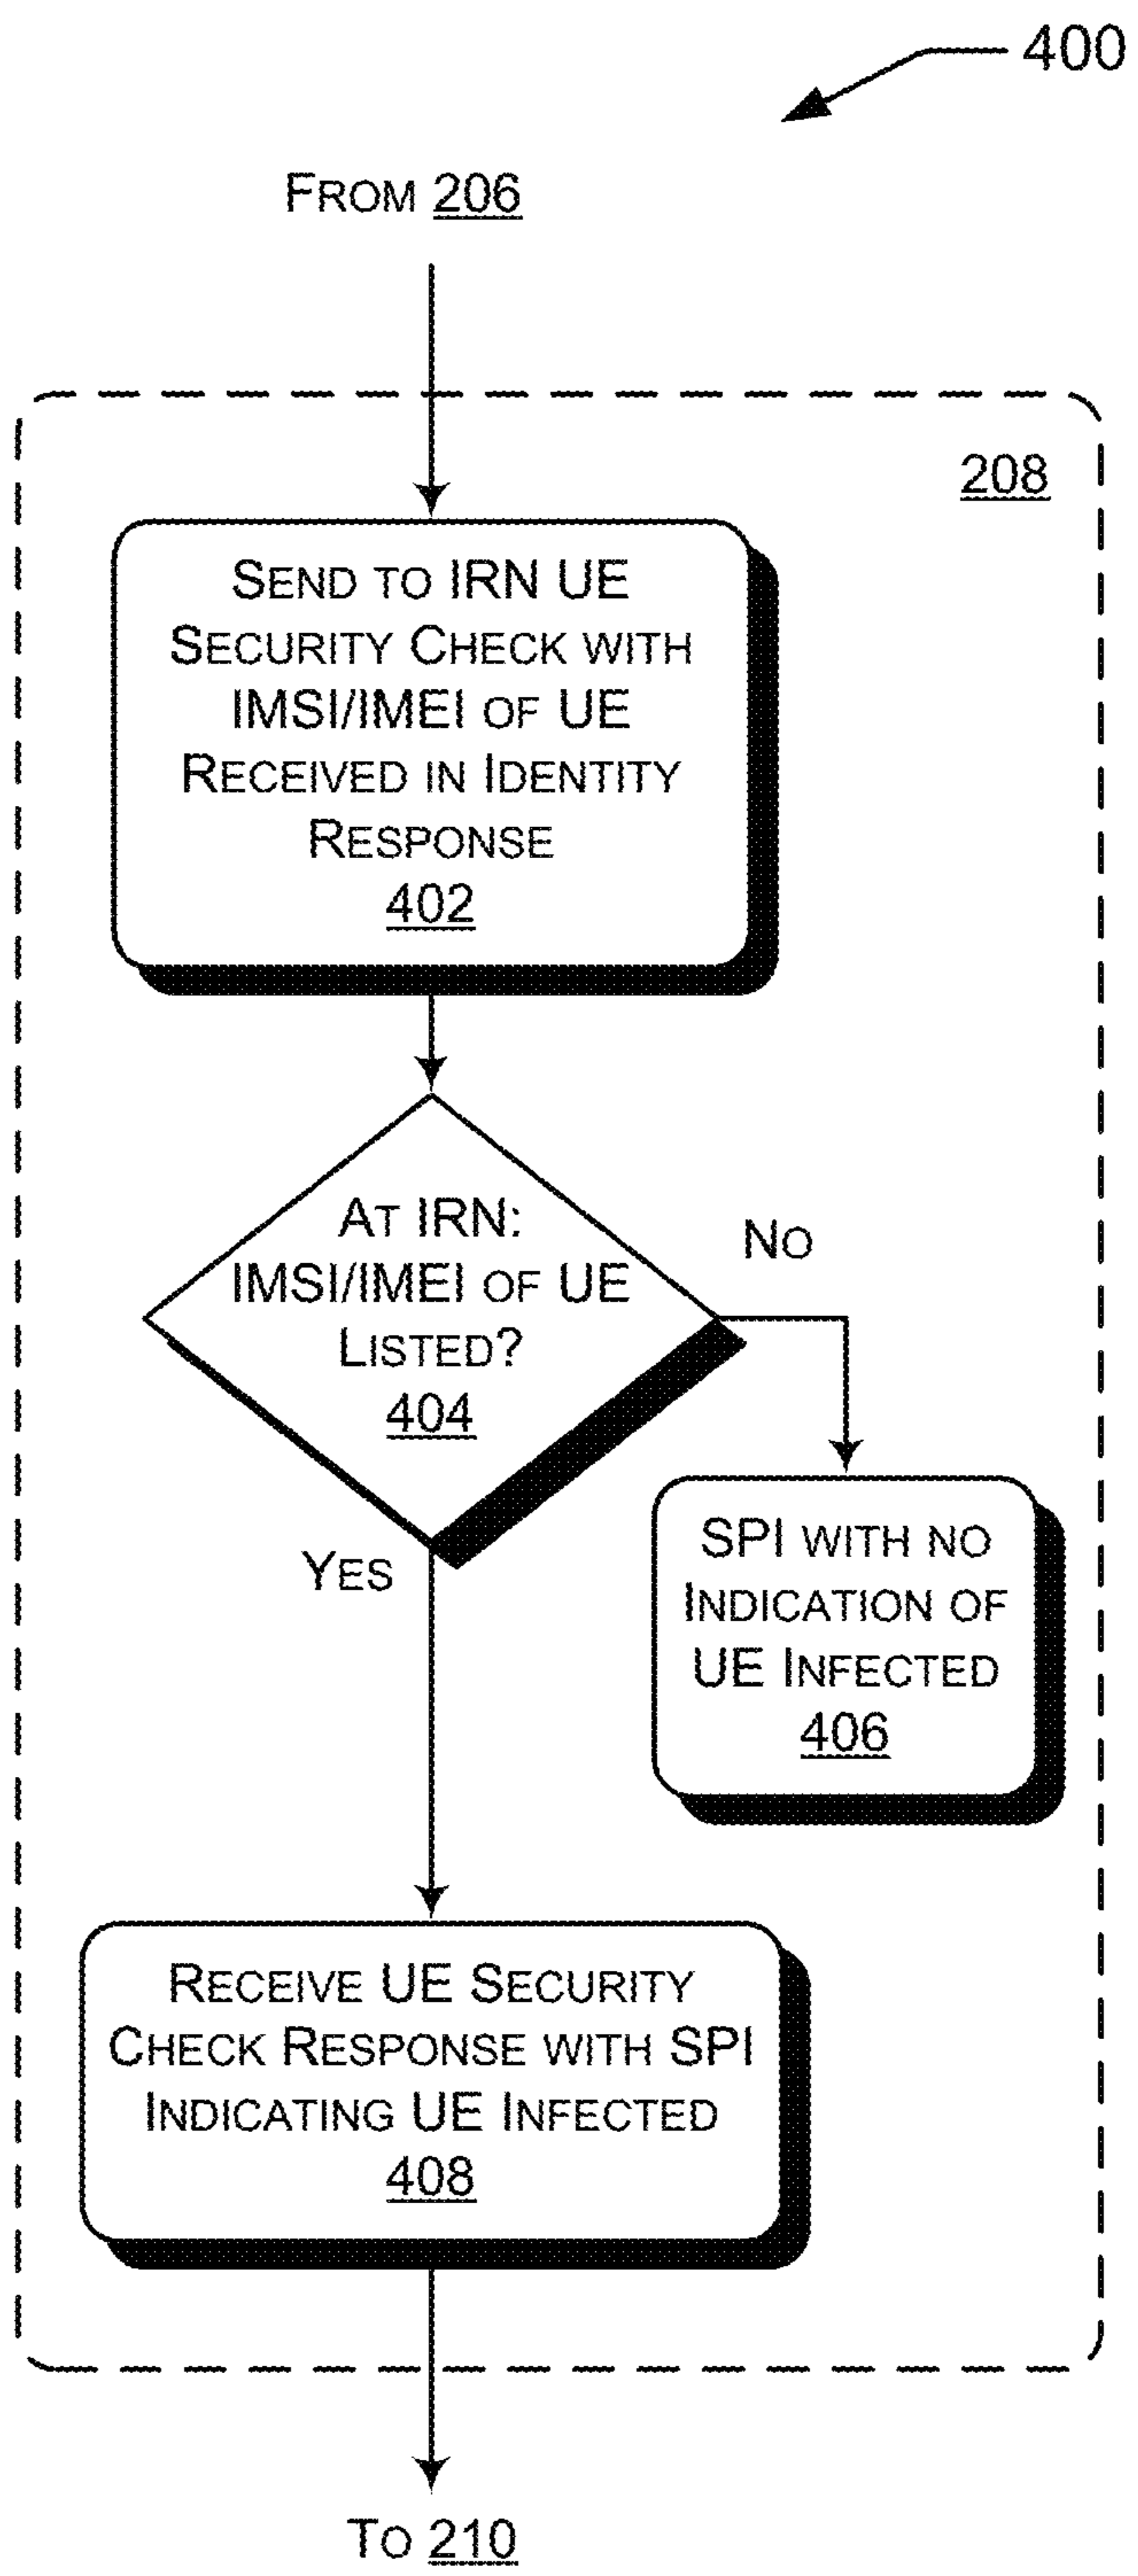 400
FROM 206
208
SEND TO IRN UE
SECURITY CHECK WITH
IMSI/IMEI OF UE
RECEIVED IN IDENTITY
RESPONSE
402
AT IRN:
IMSI/IMEI OF UE
LISTED?
404
NO
YES
SPI WITH NO
INDICATION OF
UE INFECTED
406
RECEIVE UE SECURITY
CHECK RESPONSE WITH SPI
INDICATING UE INFECTED
408
TO 210